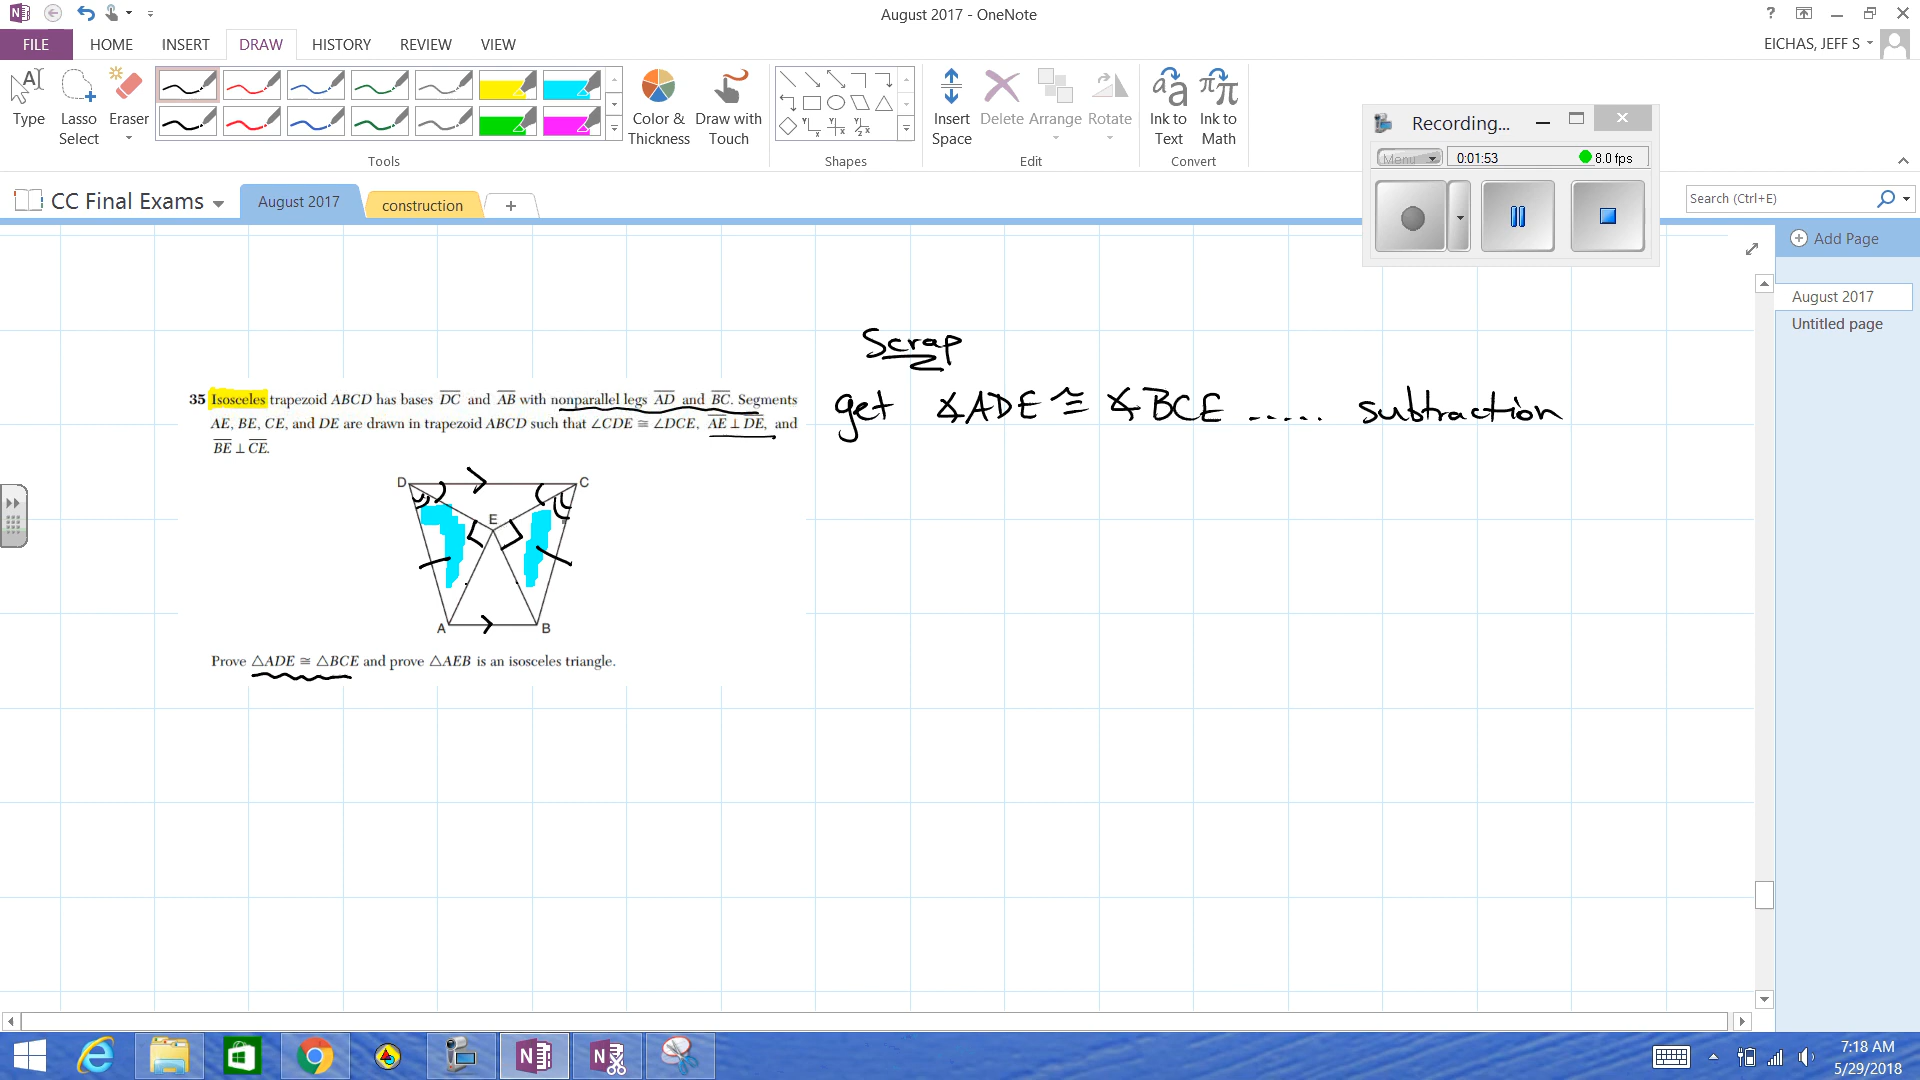 August 2017 - OneNote
?
FILE HOME INSERT DRAW HISTORY REVIEW VIEW
EICHAS, JEFF S
Type
Lasso Select
Eraser
Color & Thickness
Draw with Touch
Insert Space
Delete
Arrange
Rotate
Ink to Text
Ink to Math
Tools
Shapes
Edit
Convert
Recording...
Menu
0:01:53
8.0 fps
CC Final Exams
August 2017
construction
Search (Ctrl+E)
Add Page
August 2017
Untitled page
Scrap
35 Isosceles trapezoid ABCD has bases DC and AB with nonparallel legs AD and BC. Segments
AE, BE, CE, and DE are drawn in trapezoid ABCD such that ∠CDE ≅ ∠DCE, AE ⊥ DE, and
BE ⊥ CE.
get ∡ADE ≅ ∡BCE ..... subtraction
D
C
E
A
B
Prove △ADE ≅ △BCE and prove △AEB is an isosceles triangle.
7:18 AM
5/29/2018